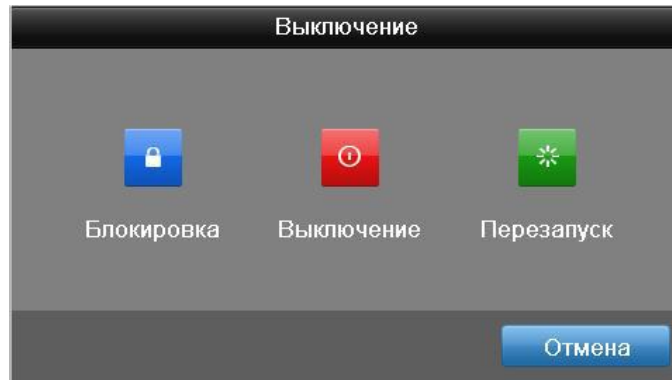 Выключение
Блокировка Выключение Перезапуск
Отмена